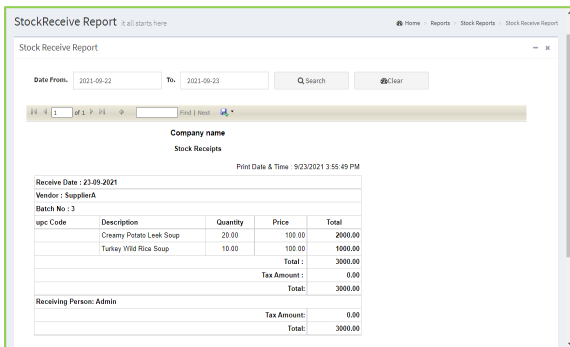 StockReceive Report it all starts here
Home > Reports > Stock Reports > Stock Receive Report
Stock Receive Report
Date From. 2021-09-22 To. 2021-09-23 Search Clear
1 of 1 Find | Next
Company name
Stock Receipts
Print Date & Time : 9/23/2021 3:55:49 PM
Receive Date : 23-09-2021
Vendor : SupplierA
Batch No : 3
upc Code Description Quantity Price Total
Creamy Potato Leek Soup 20.00 100.00 2000.00
Turkey Wild Rice Soup 10.00 100.00 1000.00
Total : 3000.00
Tax Amount : 0.00
Total: 3000.00
Receiving Person: Admin
Tax Amount: 0.00
Total: 3000.00